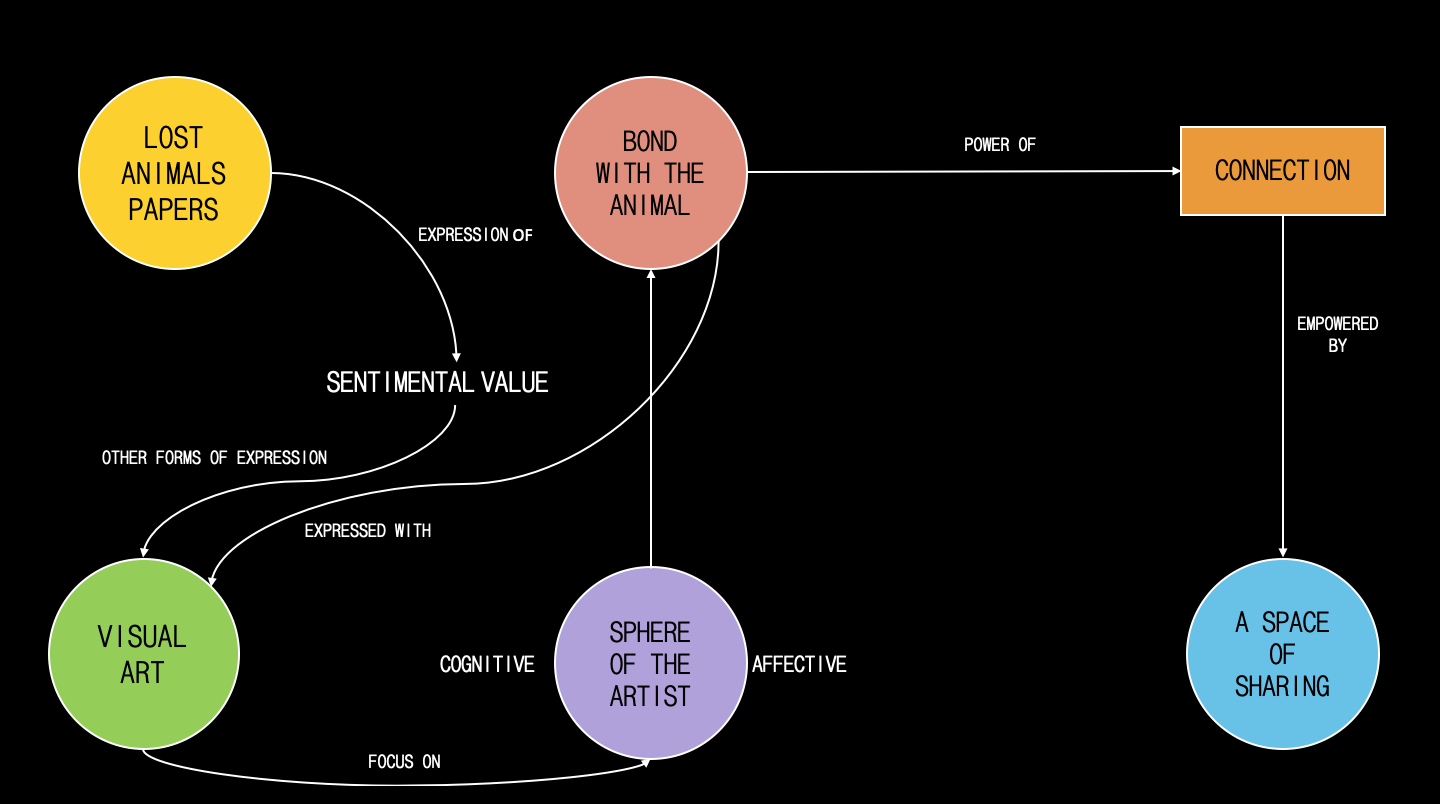 LOST
ANIMALS
PAPERS
BOND
WITH THE
ANIMAL
POWER OF
CONNECTION
EXPRESSION OF
EMPOWERED
BY
SENTIMENTAL VALUE
OTHER FORMS OF EXPRESSION
EXPRESSED WITH
VISUAL
ART
COGNITIVE
SPHERE
OF THE
ARTIST
AFFECTIVE
A SPACE
OF
SHARING
FOCUS ON